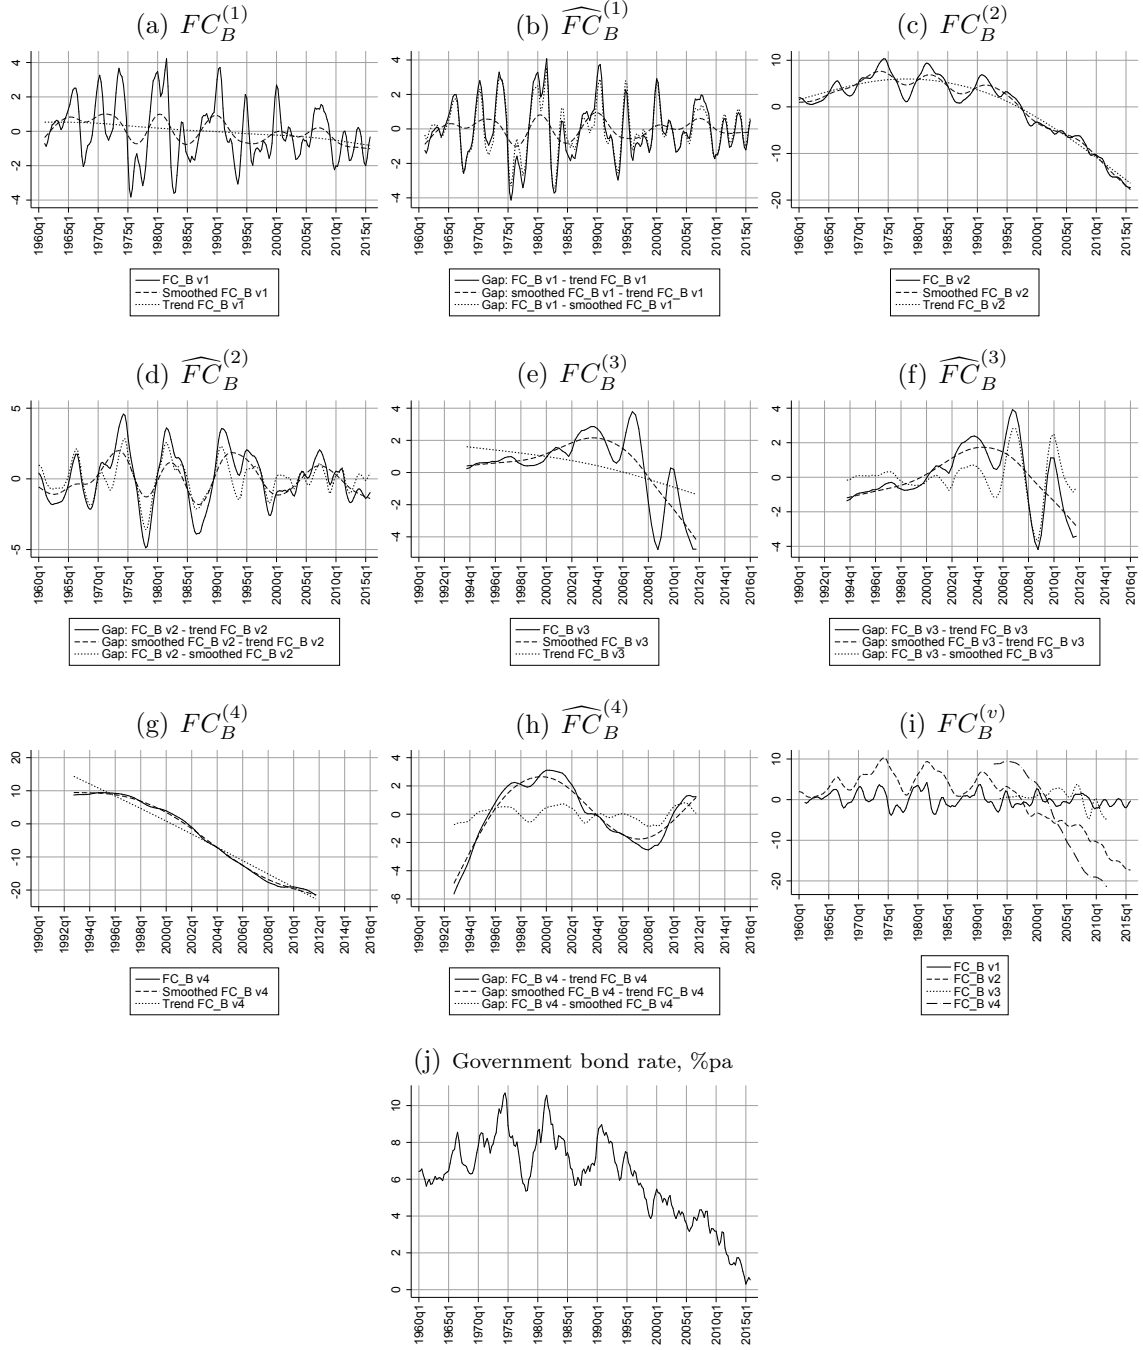 (a) FC_B^(1)
(b) \widehat{FC}_B^(1)
(c) FC_B^(2)
4
2
0
-2
-4
1960q1 1965q1 1970q1 1975q1 1980q1 1985q1 1990q1 1995q1 2000q1 2005q1 2010q1 2015q1
FC_B v1
Smoothed FC_B v1
Trend FC_B v1
4
2
0
-2
-4
1960q1 1965q1 1970q1 1975q1 1980q1 1985q1 1990q1 1995q1 2000q1 2005q1 2010q1 2015q1
Gap: FC_B v1 - trend FC_B v1
Gap: smoothed FC_B v1 - trend FC_B v1
Gap: FC_B v1 - smoothed FC_B v1
10
0
-10
-20
1960q1 1965q1 1970q1 1975q1 1980q1 1985q1 1990q1 1995q1 2000q1 2005q1 2010q1 2015q1
FC_B v2
Smoothed FC_B v2
Trend FC_B v2
(d) \widehat{FC}_B^(2)
(e) FC_B^(3)
(f) \widehat{FC}_B^(3)
5
0
-5
1960q1 1965q1 1970q1 1975q1 1980q1 1985q1 1990q1 1995q1 2000q1 2005q1 2010q1 2015q1
Gap: FC_B v2 - trend FC_B v2
Gap: smoothed FC_B v2 - trend FC_B v2
Gap: FC_B v2 - smoothed FC_B v2
4
2
0
-2
-4
1990q1 1992q1 1994q1 1996q1 1998q1 2000q1 2002q1 2004q1 2006q1 2008q1 2010q1 2012q1 2014q1 2016q1
FC_B v3
Smoothed FC_B v3
Trend FC_B v3
4
2
0
-2
-4
1990q1 1992q1 1994q1 1996q1 1998q1 2000q1 2002q1 2004q1 2006q1 2008q1 2010q1 2012q1 2014q1 2016q1
Gap: FC_B v3 - trend FC_B v3
Gap: smoothed FC_B v3 - trend FC_B v3
Gap: FC_B v3 - smoothed FC_B v3
(g) FC_B^(4)
(h) \widehat{FC}_B^(4)
(i) FC_B^(v)
20
10
0
-10
-20
1990q1 1992q1 1994q1 1996q1 1998q1 2000q1 2002q1 2004q1 2006q1 2008q1 2010q1 2012q1 2014q1 2016q1
FC_B v4
Smoothed FC_B v4
Trend FC_B v4
4
2
0
-2
-4
-6
1990q1 1992q1 1994q1 1996q1 1998q1 2000q1 2002q1 2004q1 2006q1 2008q1 2010q1 2012q1 2014q1 2016q1
Gap: FC_B v4 - trend FC_B v4
Gap: smoothed FC_B v4 - trend FC_B v4
Gap: FC_B v4 - smoothed FC_B v4
10
0
-10
-20
1960q1 1965q1 1970q1 1975q1 1980q1 1985q1 1990q1 1995q1 2000q1 2005q1 2010q1 2015q1
FC_B v1
FC_B v2
FC_B v3
FC_B v4
(j) Government bond rate, %pa
10
8
6
4
2
0
1960q1 1965q1 1970q1 1975q1 1980q1 1985q1 1990q1 1995q1 2000q1 2005q1 2010q1 2015q1